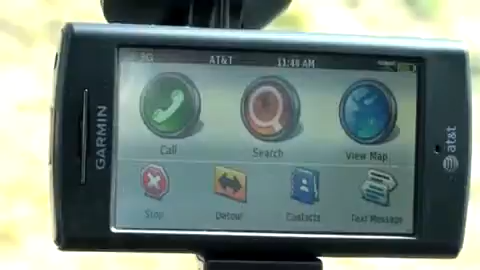 3G AT&T 11:48 AM
GARMIN
at&t
Call Search View Map
Stop Detour Contacts Text Message